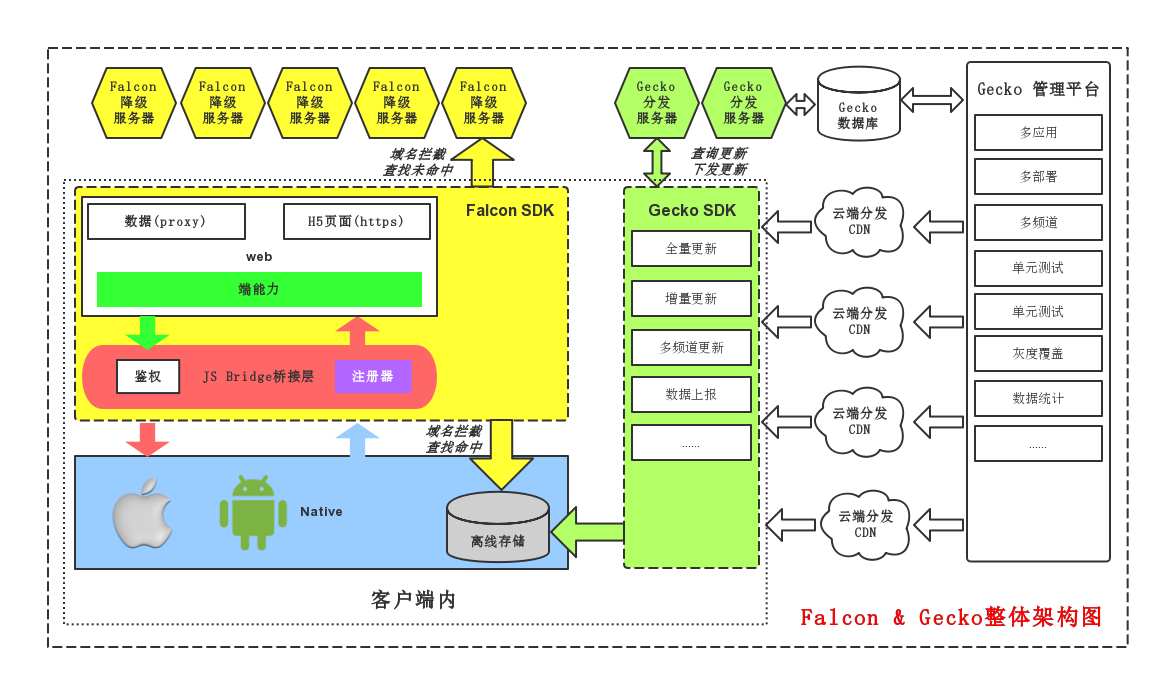 Falcon
降级
服务器
Falcon
降级
服务器
Falcon
降级
服务器
Falcon
降级
服务器
Falcon
降级
服务器
Gecko
分发
服务器
Gecko
分发
服务器
Gecko
数据库
Gecko 管理平台
多应用
多部署
多频道
单元测试
单元测试
灰度覆盖
数据统计
......
域名拦截
查找未命中
查询更新
下发更新
Falcon SDK
数据(proxy)
H5页面(https)
web
端能力
鉴权
JS Bridge桥接层
注册器
域名拦截
查找命中
Native
离线存储
客户端内
Gecko SDK
全量更新
增量更新
多频道更新
数据上报
......
云端分发
CDN
云端分发
CDN
云端分发
CDN
云端分发
CDN
Falcon & Gecko整体架构图